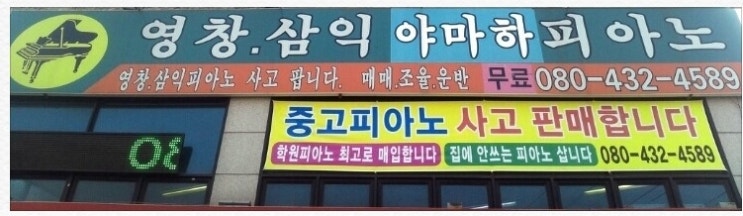 영창.삼익 야마하피아노
영창.삼익피아노 사고 팝니다. 매매.조율.운반 무료 080-432-4589
중고피아노 사고 판매합니다
학원피아노 최고로 매입합니다 집에 안쓰는 피아노 삽니다 080-432-4589